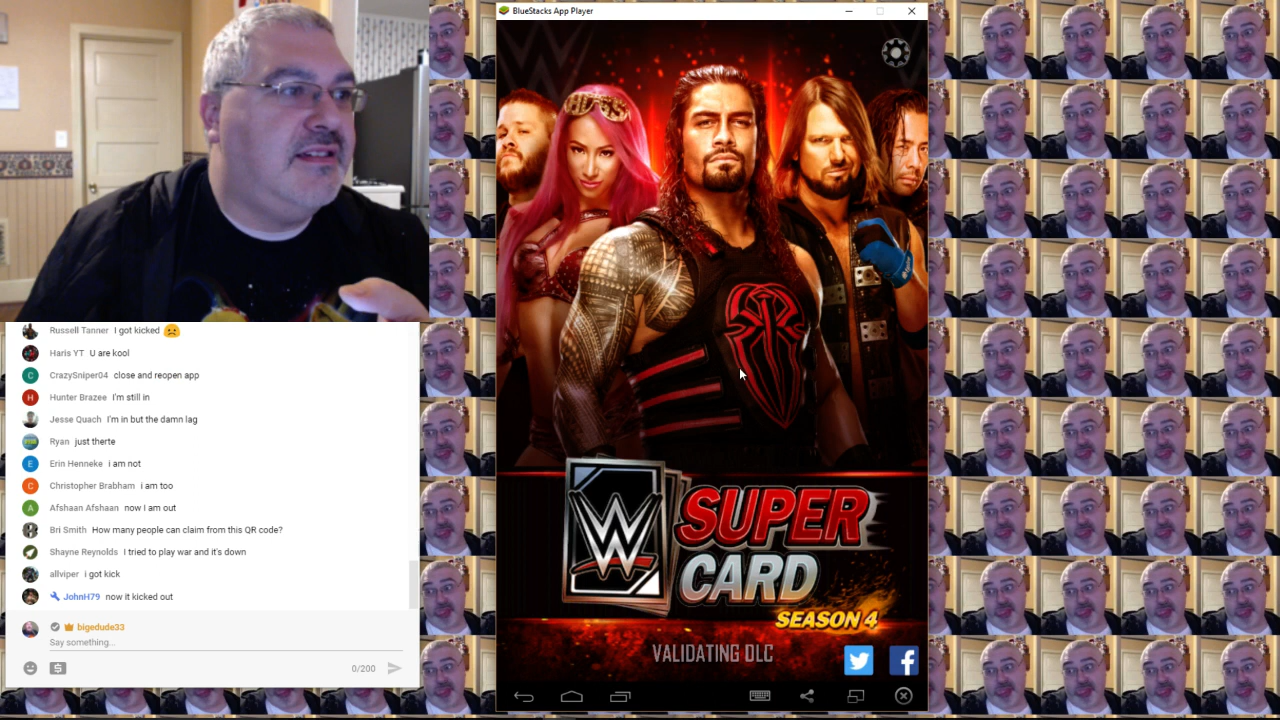 BlueStacks App Player
Russell Tanner I got kicked
Haris YT U are kool
C CrazySniper04 close and reopen app
H Hunter Brazee I'm still in
Jesse Quach I'm in but the damn lag
Ryan just therte
E Erin Henneke i am not
C Christopher Brabham i am too
A Afshaan Afshaan now I am out
Bri Smith How many people can claim from this QR code?
Shayne Reynolds I tried to play war and it's down
allviper i got kick
JohnH79 now it kicked out
bigedude33
Say something...
0/200
W
SUPER
CARD
SEASON 4
VALIDATING DLC